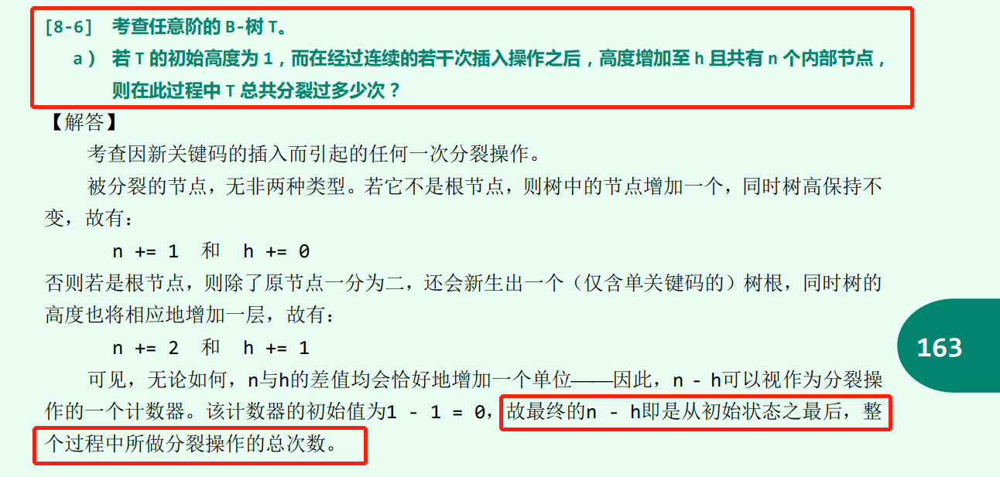 [8-6] 考查任意阶的 B-树 T。
a） 若 T 的初始高度为 1，而在经过连续的若干次插入操作之后，高度增加至 h 且共有 n 个内部节点，
则在此过程中 T 总共分裂过多少次？
【解答】
考查因新关键码的插入而引起的任何一次分裂操作。
被分裂的节点，无非两种类型。若它不是根节点，则树中的节点增加一个，同时树高保持不
变，故有：
n += 1 和 h += 0
否则若是根节点，则除了原节点一分为二，还会新生出一个（仅含单关键码的）树根，同时树的
高度也将相应地增加一层，故有：
n += 2 和 h += 1
163
可见，无论如何，n与h的差值均会恰好地增加一个单位——因此，n - h可以视作为分裂操
作的一个计数器。该计数器的初始值为1 - 1 = 0，故最终的n - h即是从初始状态之最后，整
个过程中所做分裂操作的总次数。